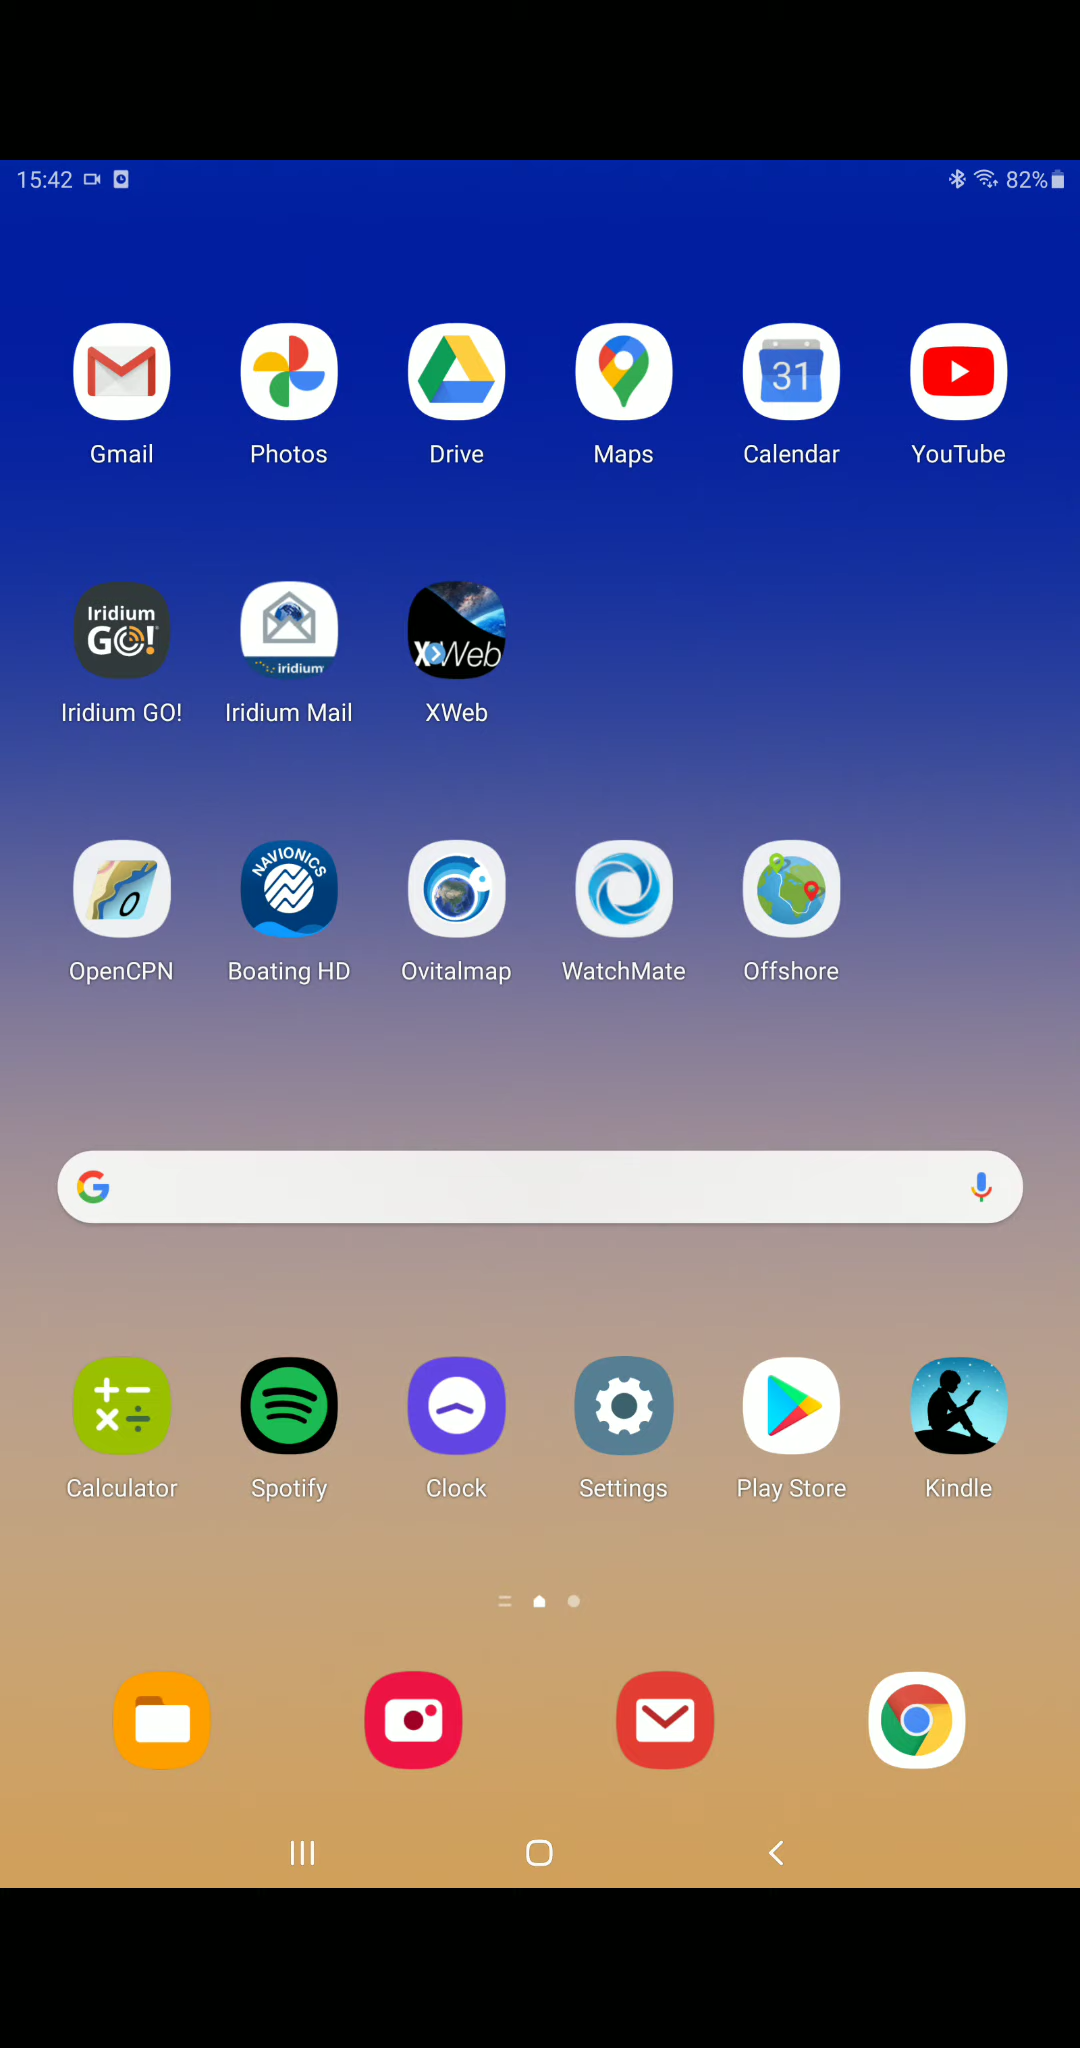 15:42 82%
31
Gmail Photos Drive Maps Calendar YouTube
Iridium
GO!
iridium
XWeb
Iridium GO! Iridium Mail XWeb
NAVIONICS
O
OpenCPN Boating HD Ovitalmap WatchMate Offshore
G
Calculator Spotify Clock Settings Play Store Kindle